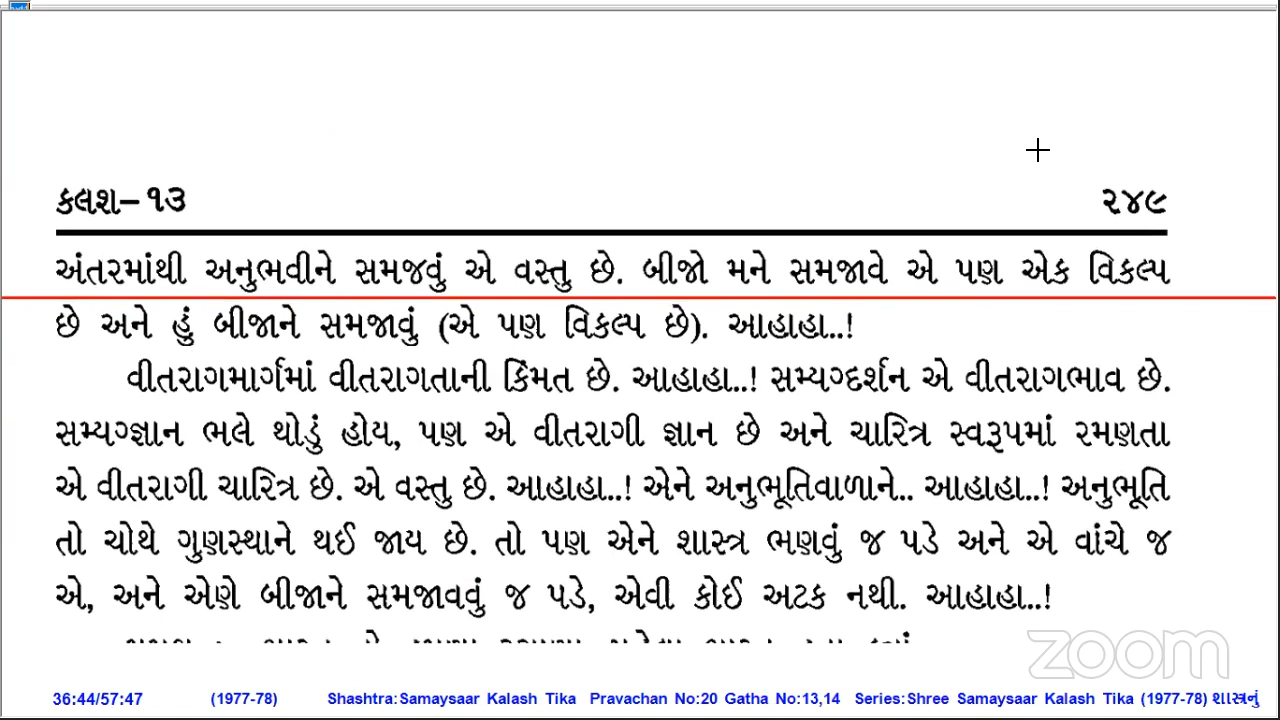 કલશ–૧૩ ૨૪૯
અંતરમાંથી અનુભવીને સમજવું એ વસ્તુ છે. બીજો મને સમજાવે એ પણ એક વિકલ્પ
છે અને હું બીજાને સમજાવું (એ પણ વિકલ્પ છે). આહાહા..!
વીતરાગમાર્ગમાં વીતરાગતાની કિંમત છે. આહાહા..! સમ્યગ્દર્શન એ વીતરાગભાવ છે.
સમ્યગ્જ્ઞાન ભલે થોડું હોય, પણ એ વીતરાગી જ્ઞાન છે અને ચારિત્ર સ્વરૂપમાં રમણતા
એ વીતરાગી ચારિત્ર છે. એ વસ્તુ છે. આહાહા..! એને અનુભૂતિવાળાને.. આહાહા..! અનુભૂતિ
તો ચોથે ગુણસ્થાને થઈ જાય છે. તો પણ એને શાસ્ત્ર ભણવું જ પડે અને એ વાંચે જ
એ, અને એણે બીજાને સમજાવવું જ પડે, એવી કોઈ અટક નથી. આહાહા..!
zoom
36:44/57:47 (1977-78) Shashtra:Samaysaar Kalash Tika Pravachan No:20 Gatha No:13,14 Series:Shree Samaysaar Kalash Tika (1977-78) શાસ્ત્રનું